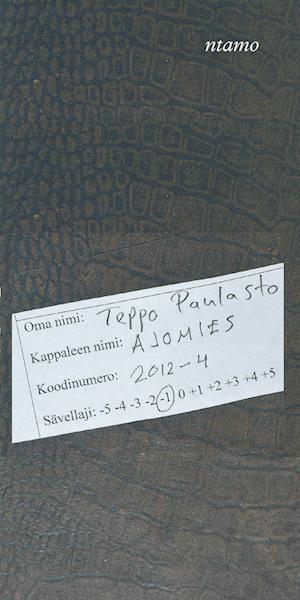 ntamo
Oma nimi: Teppo Paulasto
Kappaleen nimi: AJOMIES
Koodinumero: 2012-4
Sävellaji: -5 -4 -3 -2 -1 0 +1 +2 +3 +4 +5